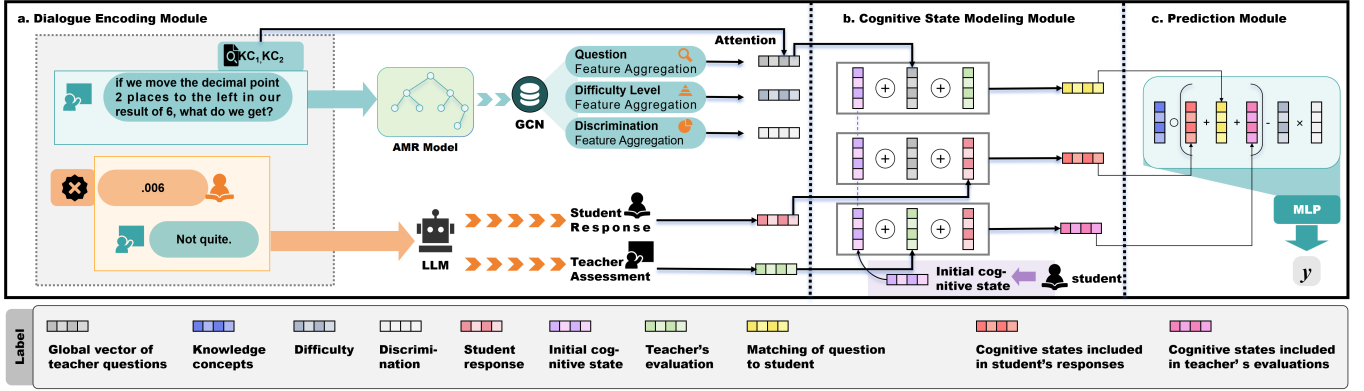 a. Dialogue Encoding Module
KC1,KC2
if we move the decimal point
2 places to the left in our
result of 6, what do we get?
.006
Not quite.
AMR Model
GCN
Question
Feature Aggregation
Difficulty Level
Feature Aggregation
Discrimination
Feature Aggregation
Attention
LLM
Student
Response
Teacher
Assessment
b. Cognitive State Modeling Module
+ +
+ +
+ +
Initial cog-
nitive state
student
c. Prediction Module
+ + - ×
MLP
y
Label
Global vector of
teacher questions
Knowledge
concepts
Difficulty
Discrimi-
nation
Student
response
Initial cog-
nitive state
Teacher's
evaluation
Matching of question
to student
Cognitive states included
in student's responses
Cognitive states included
in teacher' s evaluations